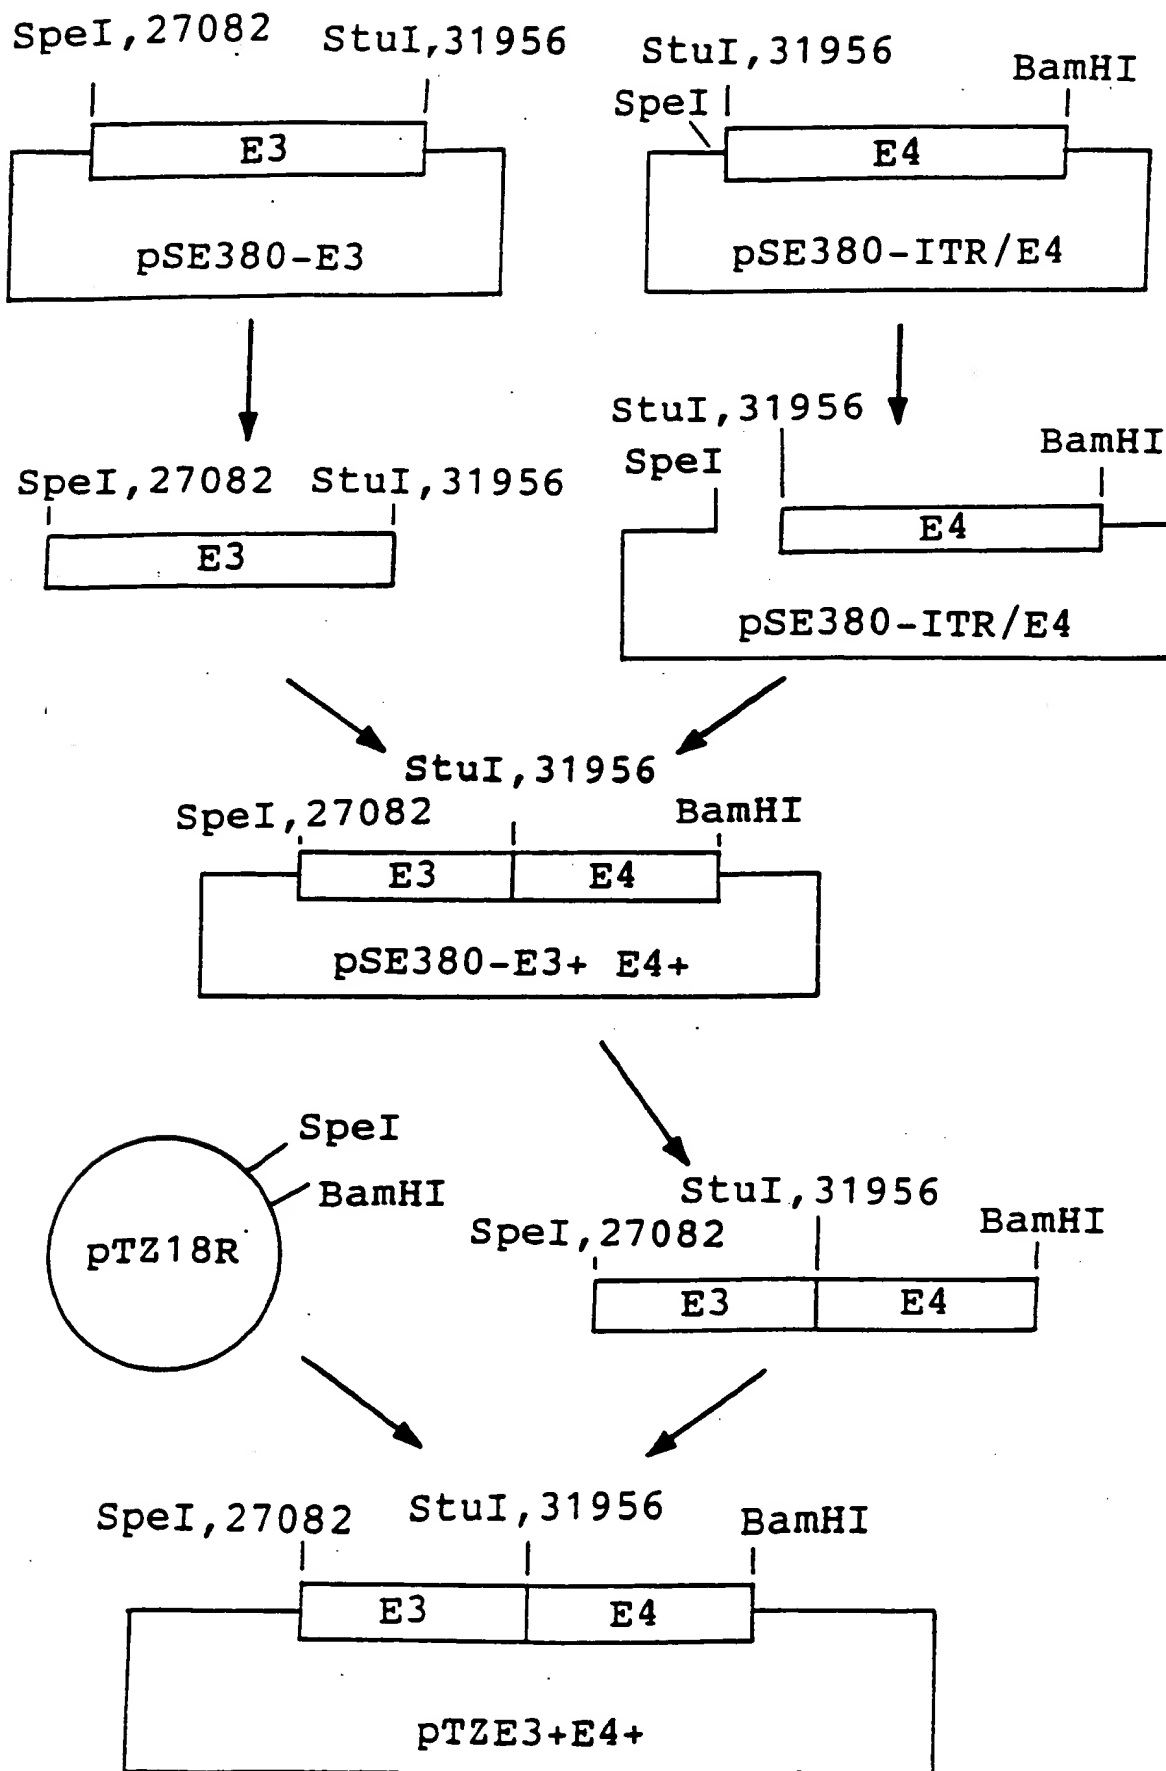 SpeI,27082 StuI,31956
E3
pSE380-E3
StuI,31956
SpeI
BamHI
E4
pSE380-ITR/E4
SpeI,27082 StuI,31956
E3
StuI,31956
SpeI
BamHI
E4
pSE380-ITR/E4
StuI,31956
SpeI,27082
BamHI
E3 E4
pSE380-E3+ E4+
SpeI
BamHI
pTZ18R
StuI,31956
SpeI,27082
BamHI
E3 E4
SpeI,27082 StuI,31956 BamHI
E3 E4
pTZE3+E4+